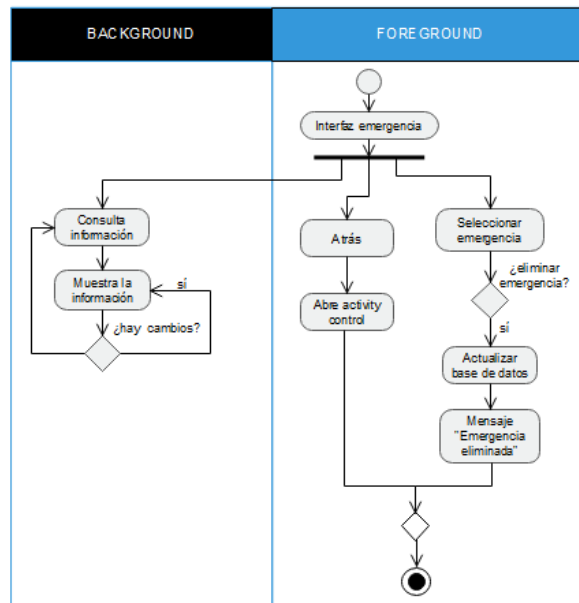 BACKGROUND
FOREGROUND
Interfaz emergencia
Consulta
información
Muestra la
información
sí
¿hay cambios?
Atrás
Abre activity
control
Seleccionar
emergencia
¿eliminar
emergencia?
sí
Actualizar
base de datos
Mensaje
"Emergencia
eliminada"